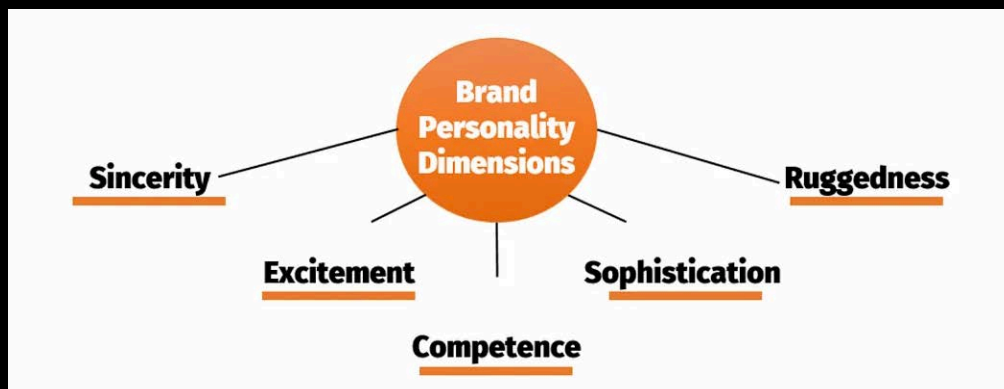 Brand
Personality
Dimensions
Sincerity
Ruggedness
Excitement
Sophistication
Competence